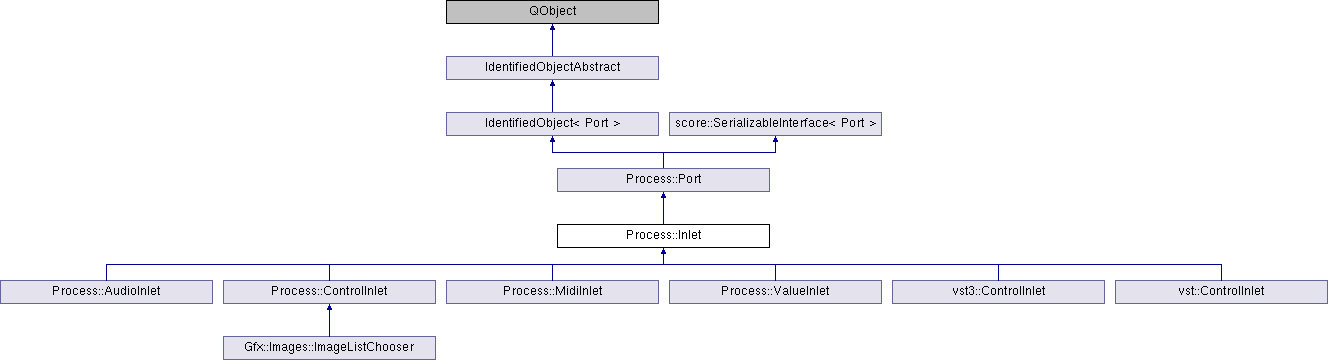 QObject
IdentifiedObjectAbstract
IdentifiedObject< Port >
score::SerializableInterface< Port >
Process::Port
Process::Inlet
Process::AudioInlet
Process::ControlInlet
Process::MidiInlet
Process::ValueInlet
vst3::ControlInlet
vst::ControlInlet
Gfx::Images::ImageListChooser